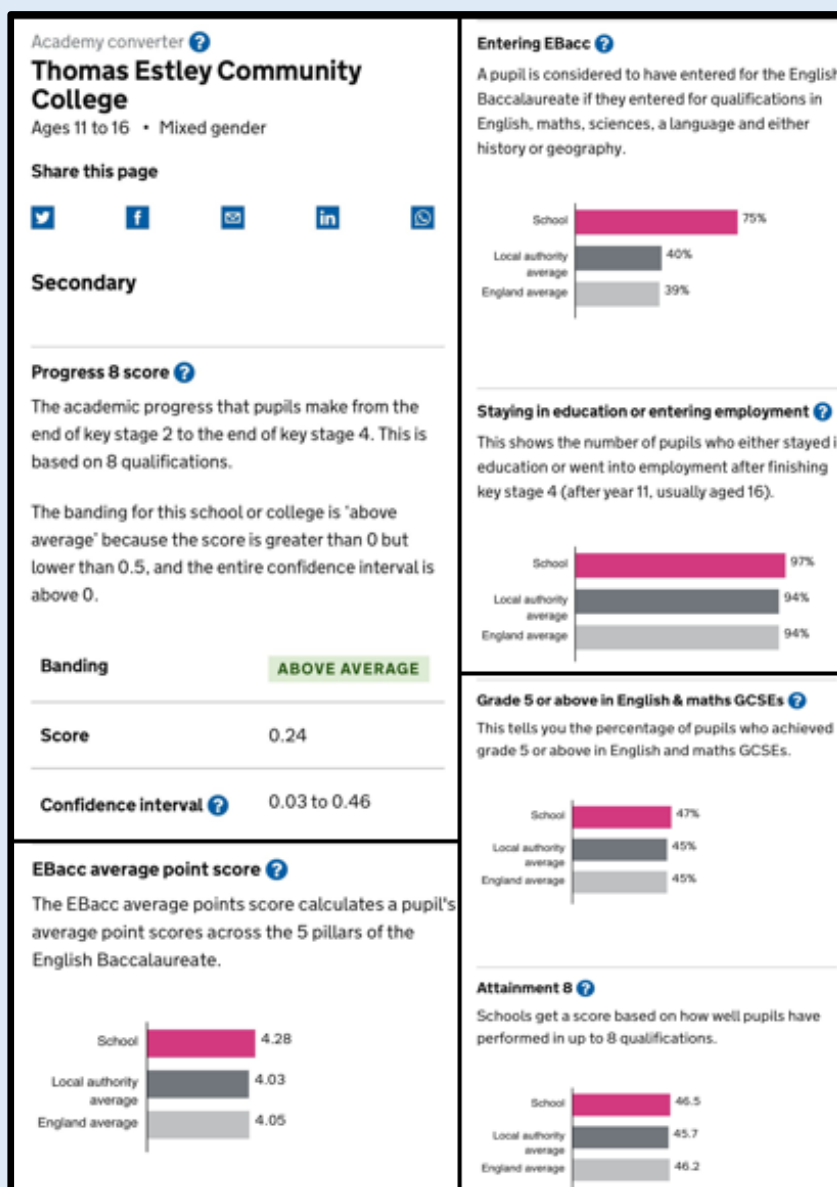 Academy converter ?
Thomas Estley Community
College
Ages 11 to 16 • Mixed gender
Share this page
f
in
Secondary
Progress 8 score ?
The academic progress that pupils make from the
end of key stage 2 to the end of key stage 4. This is
based on 8 qualifications.
The banding for this school or college is 'above
average' because the score is greater than 0 but
lower than 0.5, and the entire confidence interval is
above 0.
Banding ABOVE AVERAGE
Score 0.24
Confidence interval ? 0.03 to 0.46
EBacc average point score ?
The EBacc average points score calculates a pupil's
average point scores across the 5 pillars of the
English Baccalaureate.
School 4.28
Local authority
average 4.03
England average 4.05
Entering EBacc ?
A pupil is considered to have entered for the English
Baccalaureate if they entered for qualifications in
English, maths, sciences, a language and either
history or geography.
School 75%
Local authority
average 40%
England average 39%
Staying in education or entering employment ?
This shows the number of pupils who either stayed i
education or went into employment after finishing
key stage 4 (after year 11, usually aged 16).
School 97%
Local authority
average 94%
England average 94%
Grade 5 or above in English & maths GCSEs ?
This tells you the percentage of pupils who achieved
grade 5 or above in English and maths GCSEs.
School 47%
Local authority
average 45%
England average 45%
Attainment 8 ?
Schools get a score based on how well pupils have
performed in up to 8 qualifications.
School 46.5
Local authority
average 45.7
England average 46.2